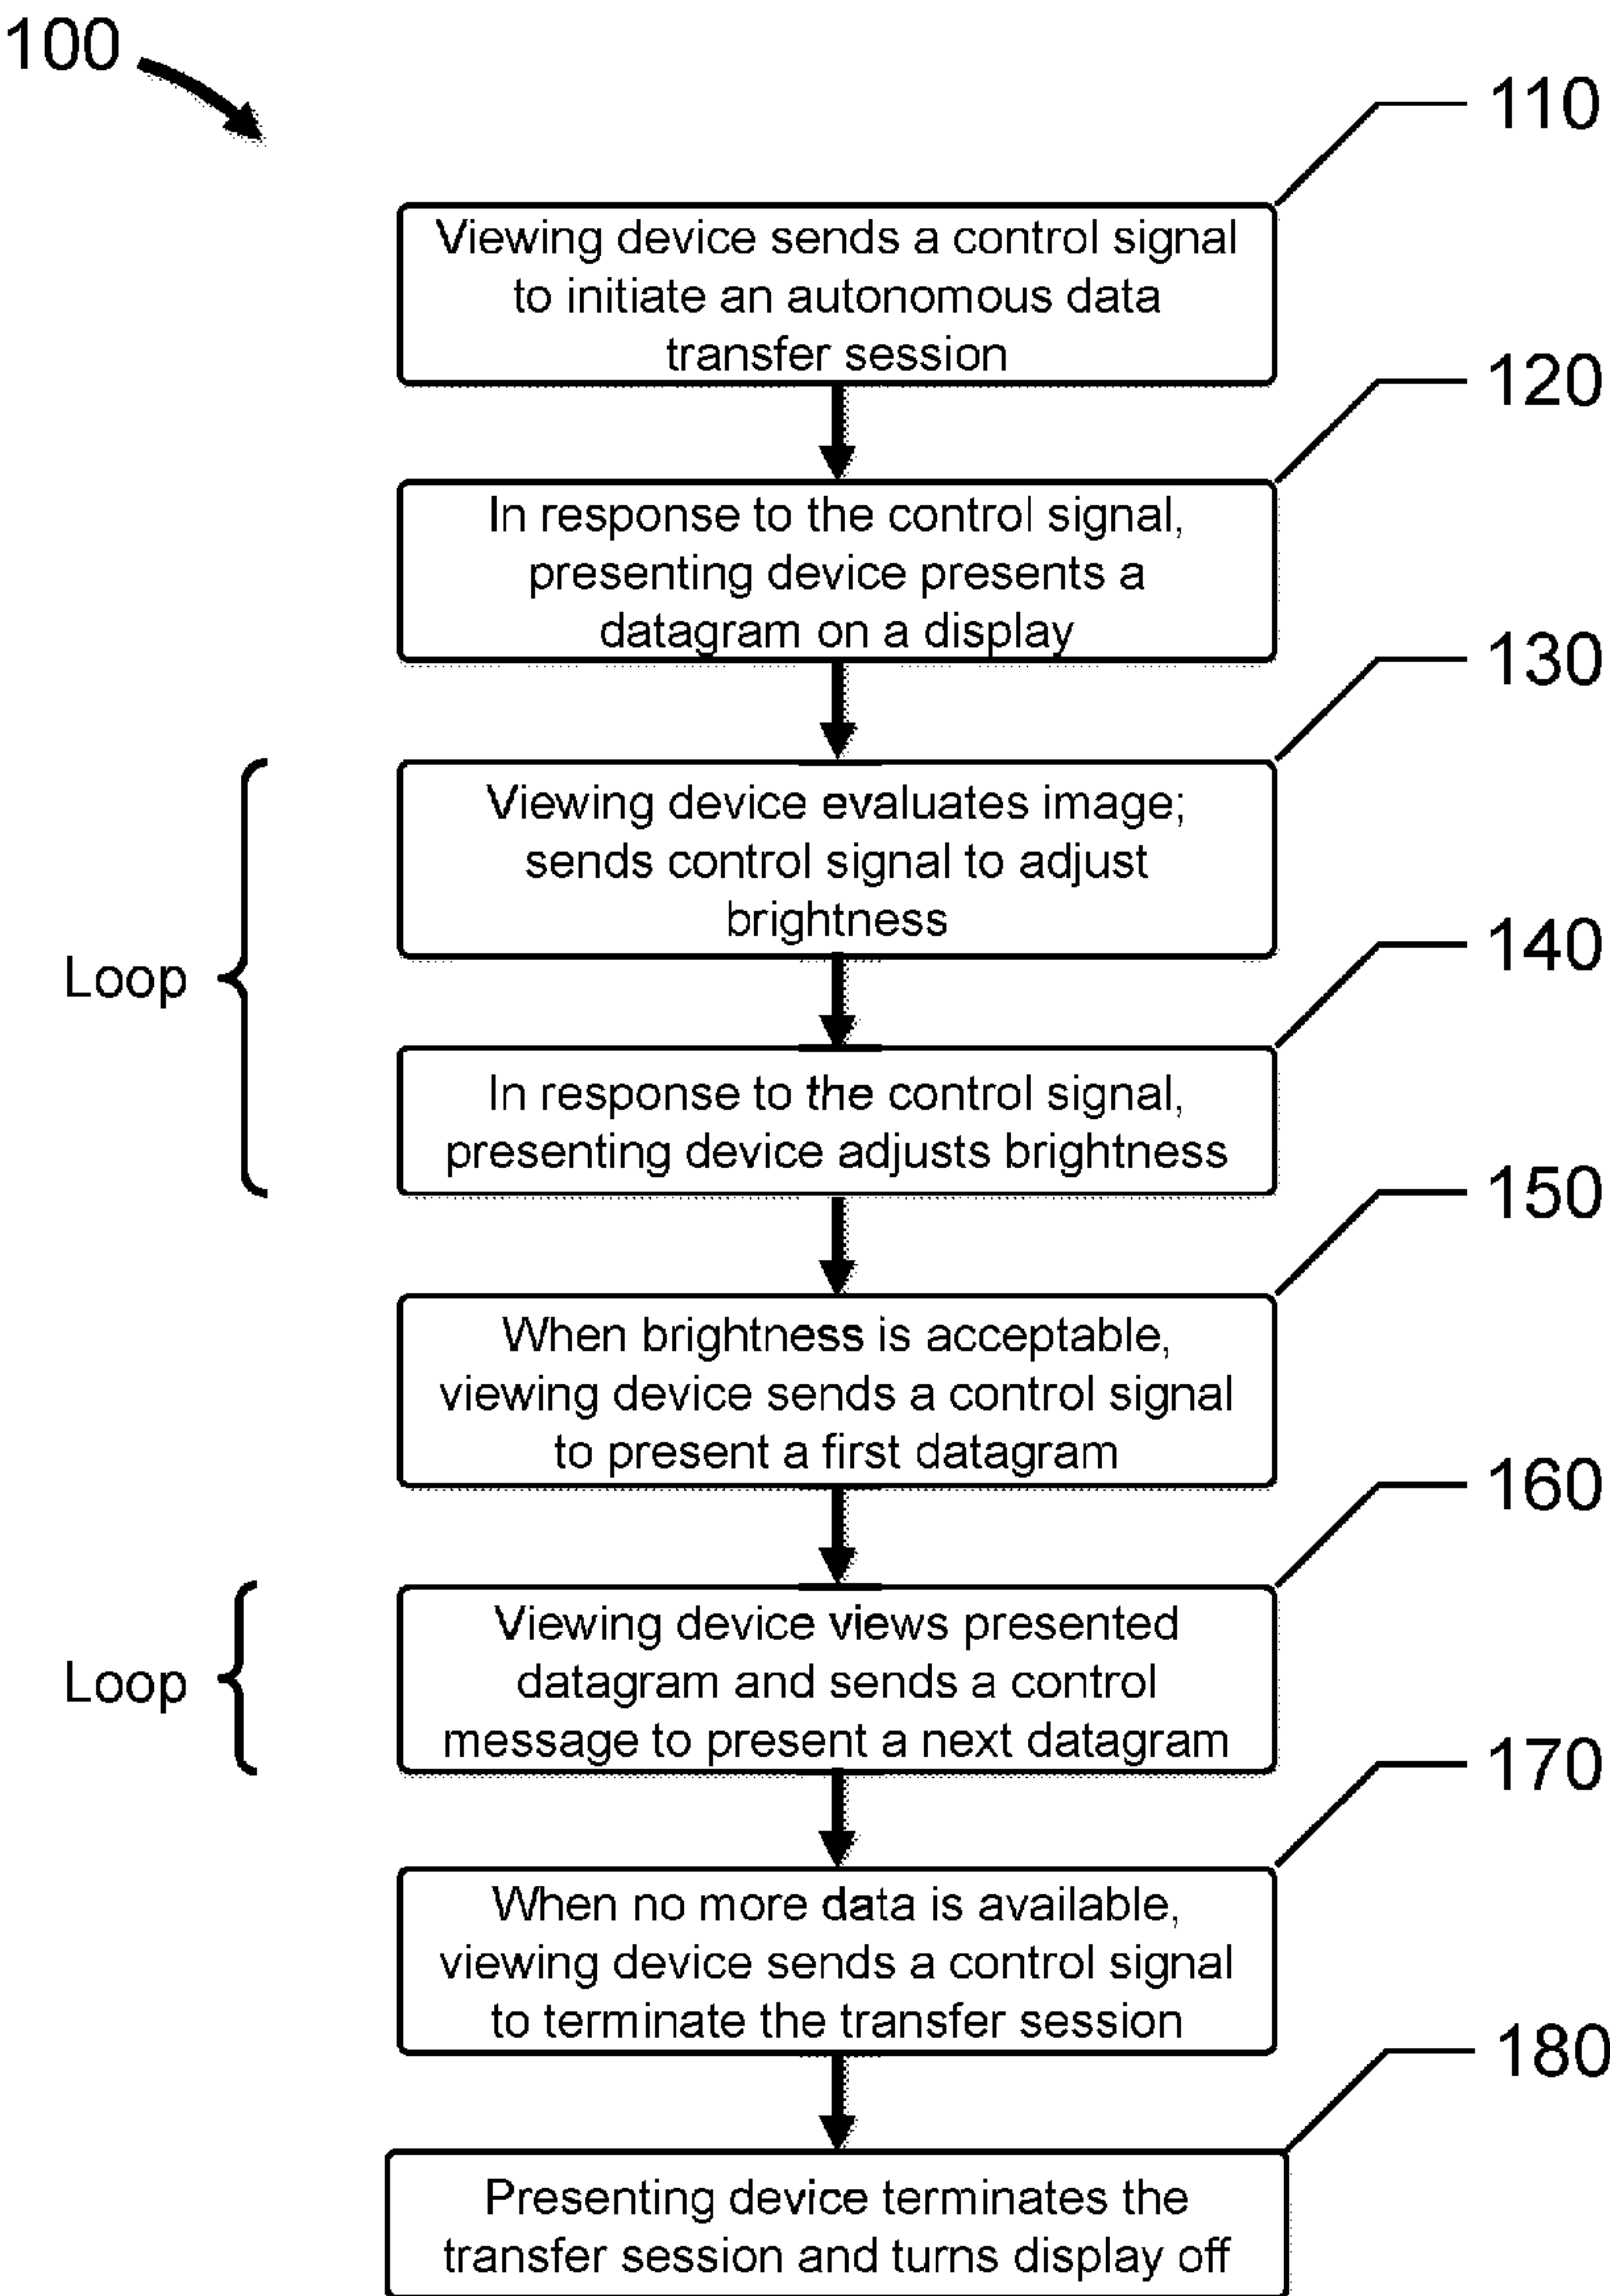 100
110
Viewing device sends a control signal
to initiate an autonomous data
transfer session
120
In response to the control signal,
presenting device presents a
datagram on a display
130
Viewing device evaluates image;
sends control signal to adjust
brightness
Loop
140
In response to the control signal,
presenting device adjusts brightness
150
When brightness is acceptable,
viewing device sends a control signal
to present a first datagram
160
Viewing device views presented
datagram and sends a control
message to present a next datagram
Loop
170
When no more data is available,
viewing device sends a control signal
to terminate the transfer session
180
Presenting device terminates the
transfer session and turns display off